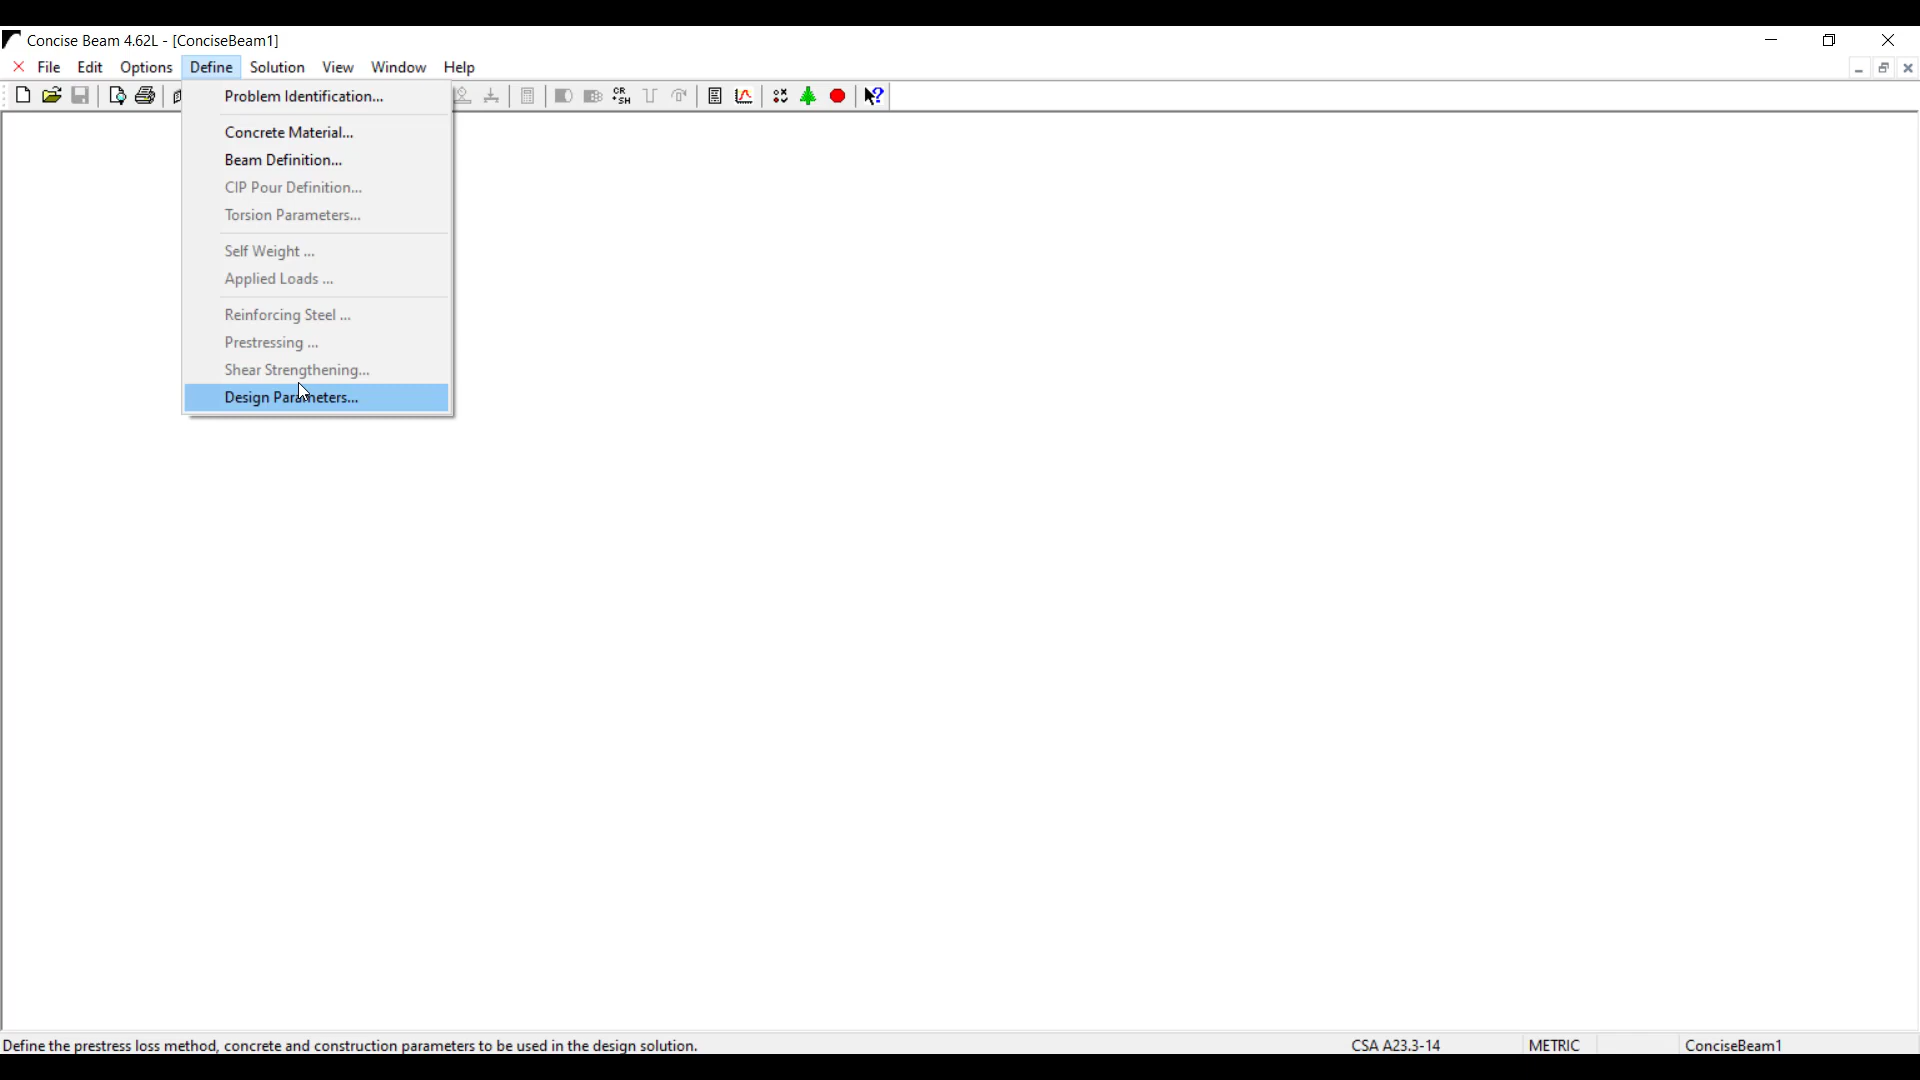 Concise Beam 4.62L - [ConciseBeam1]
File Edit Options Define Solution View Window Help
CR
+SH
Problem Identification...
Concrete Material...
Beam Definition...
CIP Pour Definition...
Torsion Parameters...
Self Weight ...
Applied Loads ...
Reinforcing Steel ...
Prestressing ...
Shear Strengthening...
Design Parameters...
Define the prestress loss method, concrete and construction parameters to be used in the design solution. CSA A23.3-14 METRIC ConciseBeam1